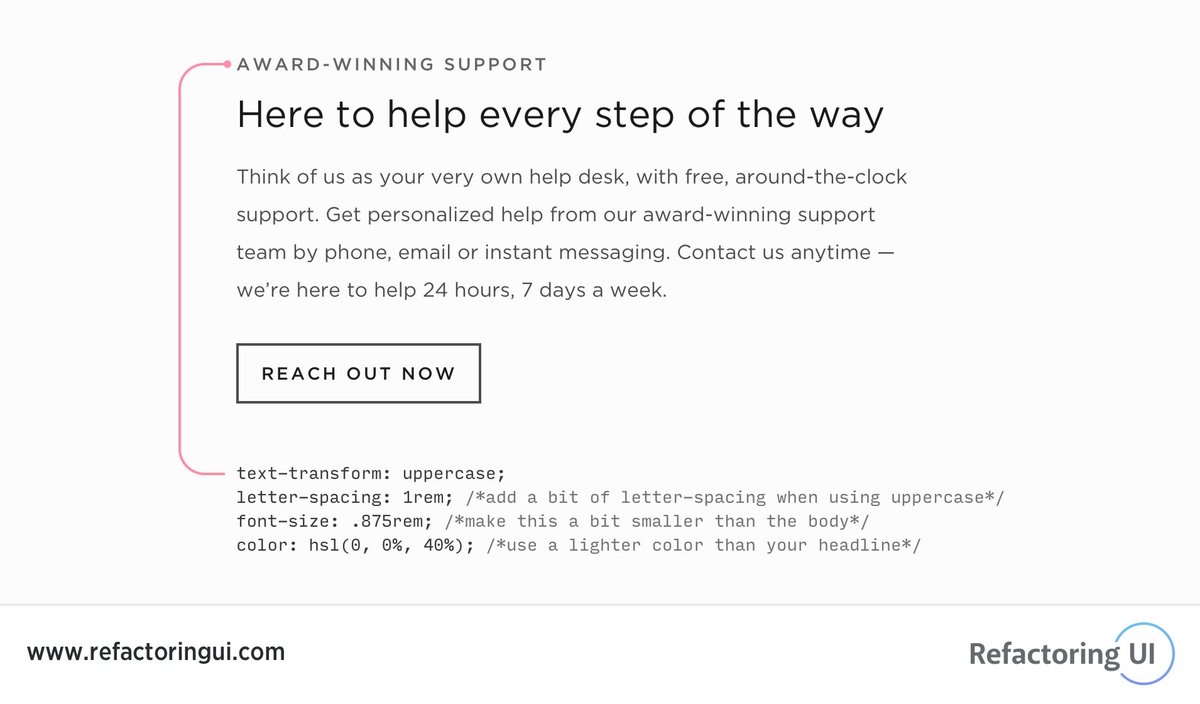 AWARD-WINNING SUPPORT
Here to help every step of the way
Think of us as your very own help desk, with free, around-the-clock
support. Get personalized help from our award-winning support
team by phone, email or instant messaging. Contact us anytime —
we’re here to help 24 hours, 7 days a week.
REACH OUT NOW
text-transform: uppercase;
letter-spacing: 1rem; /*add a bit of letter-spacing when using uppercase*/
font-size: .875rem; /*make this a bit smaller than the body*/
color: hsl(0, 0%, 40%); /*use a lighter color than your headline*/
www.refactoringui.com
Refactoring UI